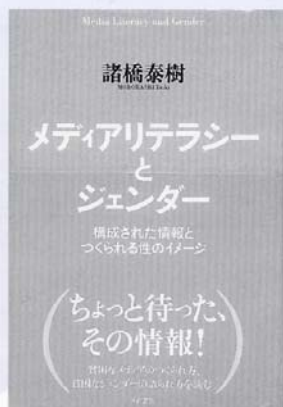 Media Literacy and Gender
諸橋泰樹
MOROHASHI Taiki
メディアリテラシー
と
ジェンダー
構成された情報と
つくられる性のイメージ
ちょっと待った、
その情報!